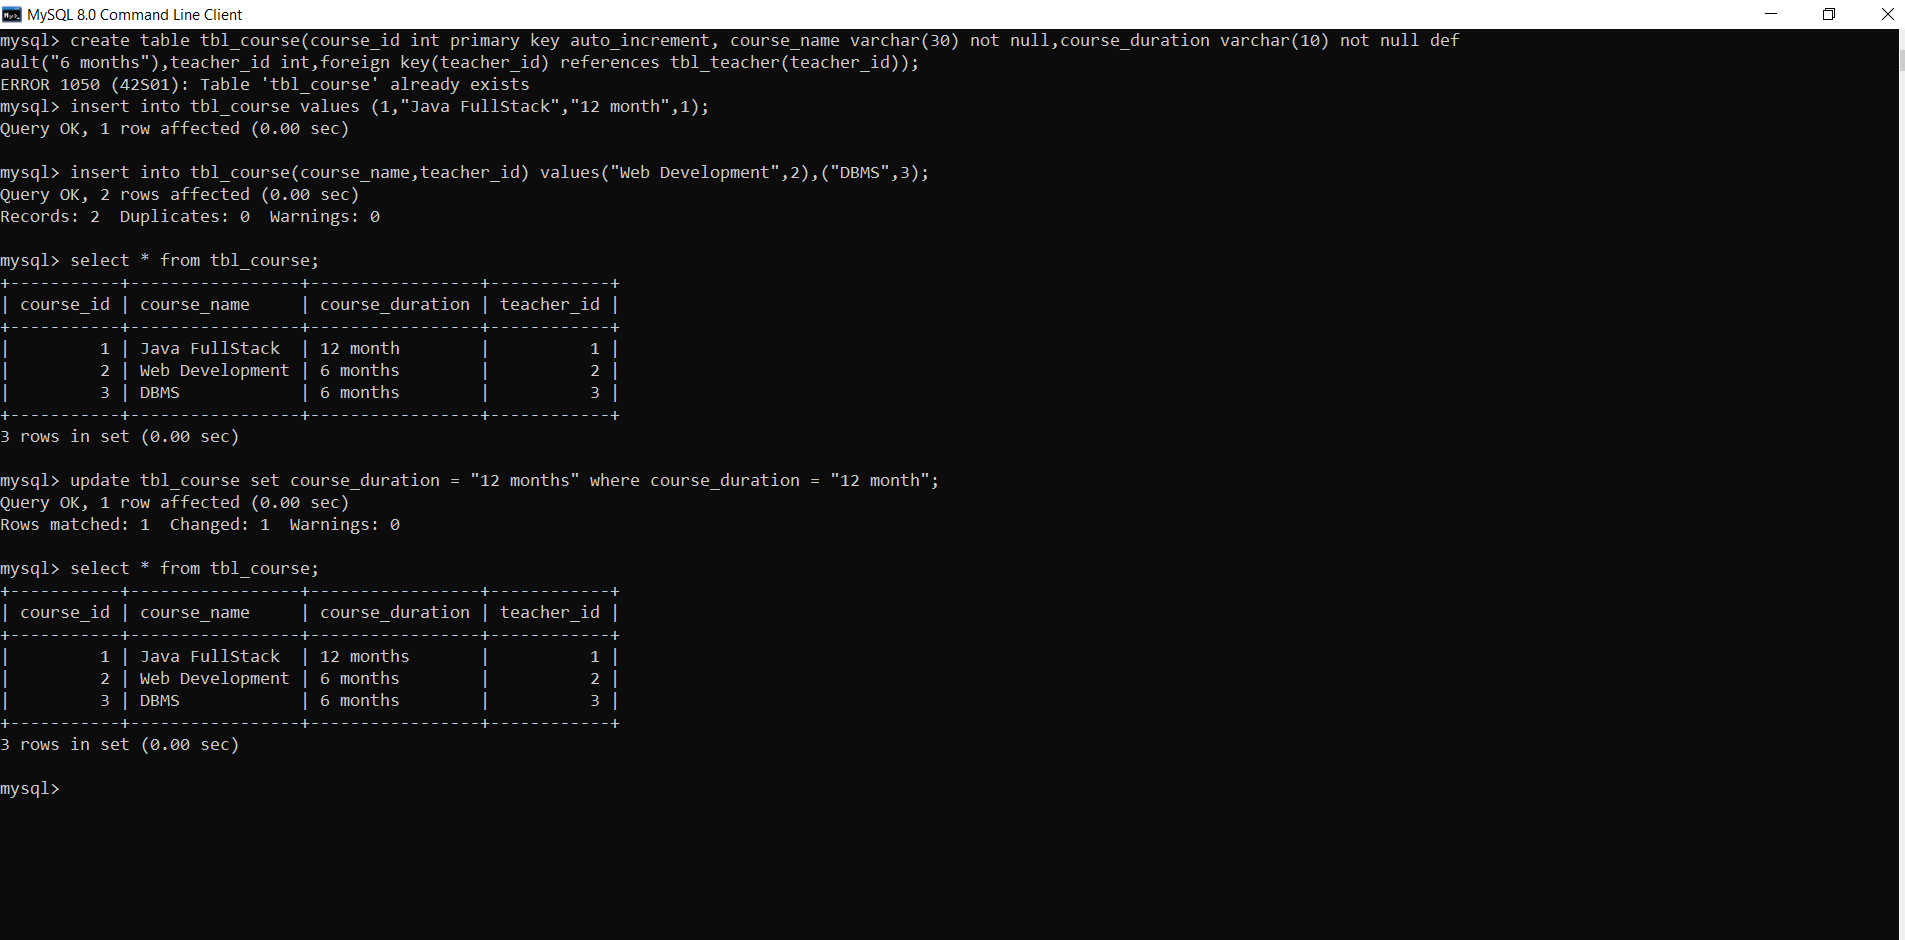 MySQL 8.0 Command Line Client
mysql> create table tbl_course(course_id int primary key auto_increment, course_name varchar(30) not null,course_duration varchar(10) not null def
ault("6 months"),teacher_id int,foreign key(teacher_id) references tbl_teacher(teacher_id));
ERROR 1050 (42S01): Table 'tbl_course' already exists
mysql> insert into tbl_course values (1,"Java FullStack","12 month",1);
Query OK, 1 row affected (0.00 sec)

mysql> insert into tbl_course(course_name,teacher_id) values("Web Development",2),("DBMS",3);
Query OK, 2 rows affected (0.00 sec)
Records: 2  Duplicates: 0  Warnings: 0

mysql> select * from tbl_course;
+-----------+-----------------+-----------------+------------+
| course_id | course_name     | course_duration | teacher_id |
+-----------+-----------------+-----------------+------------+
|         1 | Java FullStack  | 12 month        |          1 |
|         2 | Web Development | 6 months        |          2 |
|         3 | DBMS            | 6 months        |          3 |
+-----------+-----------------+-----------------+------------+
3 rows in set (0.00 sec)

mysql> update tbl_course set course_duration = "12 months" where course_duration = "12 month";
Query OK, 1 row affected (0.00 sec)
Rows matched: 1  Changed: 1  Warnings: 0

mysql> select * from tbl_course;
+-----------+-----------------+-----------------+------------+
| course_id | course_name     | course_duration | teacher_id |
+-----------+-----------------+-----------------+------------+
|         1 | Java FullStack  | 12 months       |          1 |
|         2 | Web Development | 6 months        |          2 |
|         3 | DBMS            | 6 months        |          3 |
+-----------+-----------------+-----------------+------------+
3 rows in set (0.00 sec)

mysql>